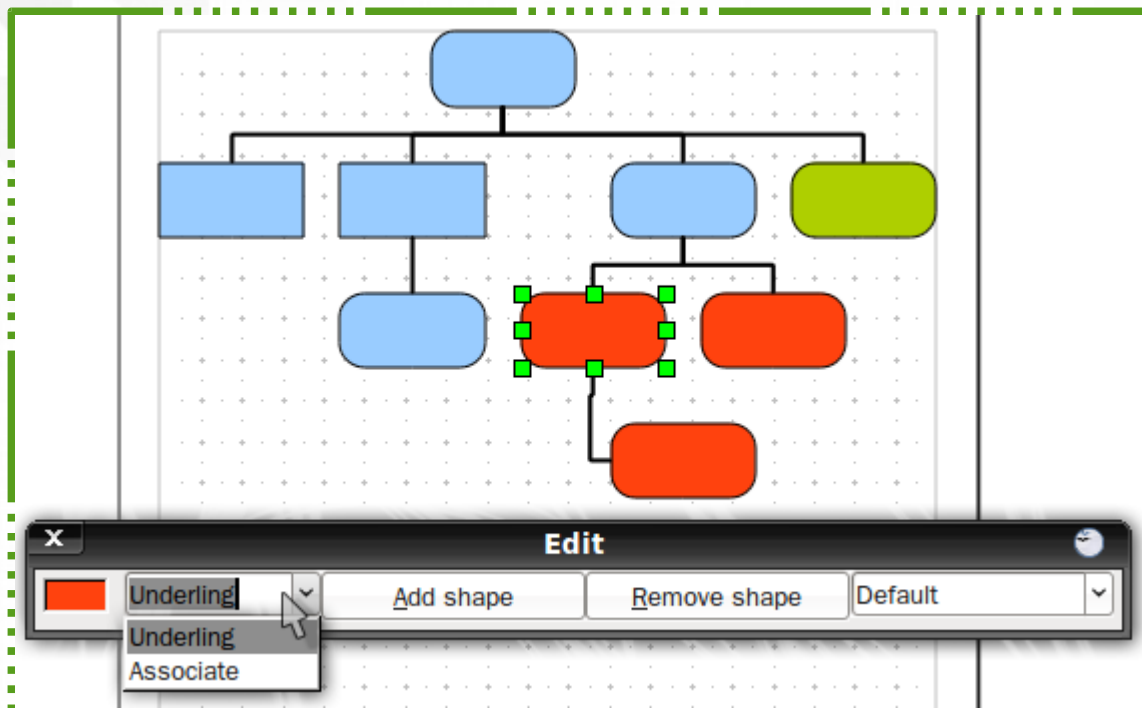 X
Edit
Underling
Add shape
Remove shape
Default
Underling
Associate